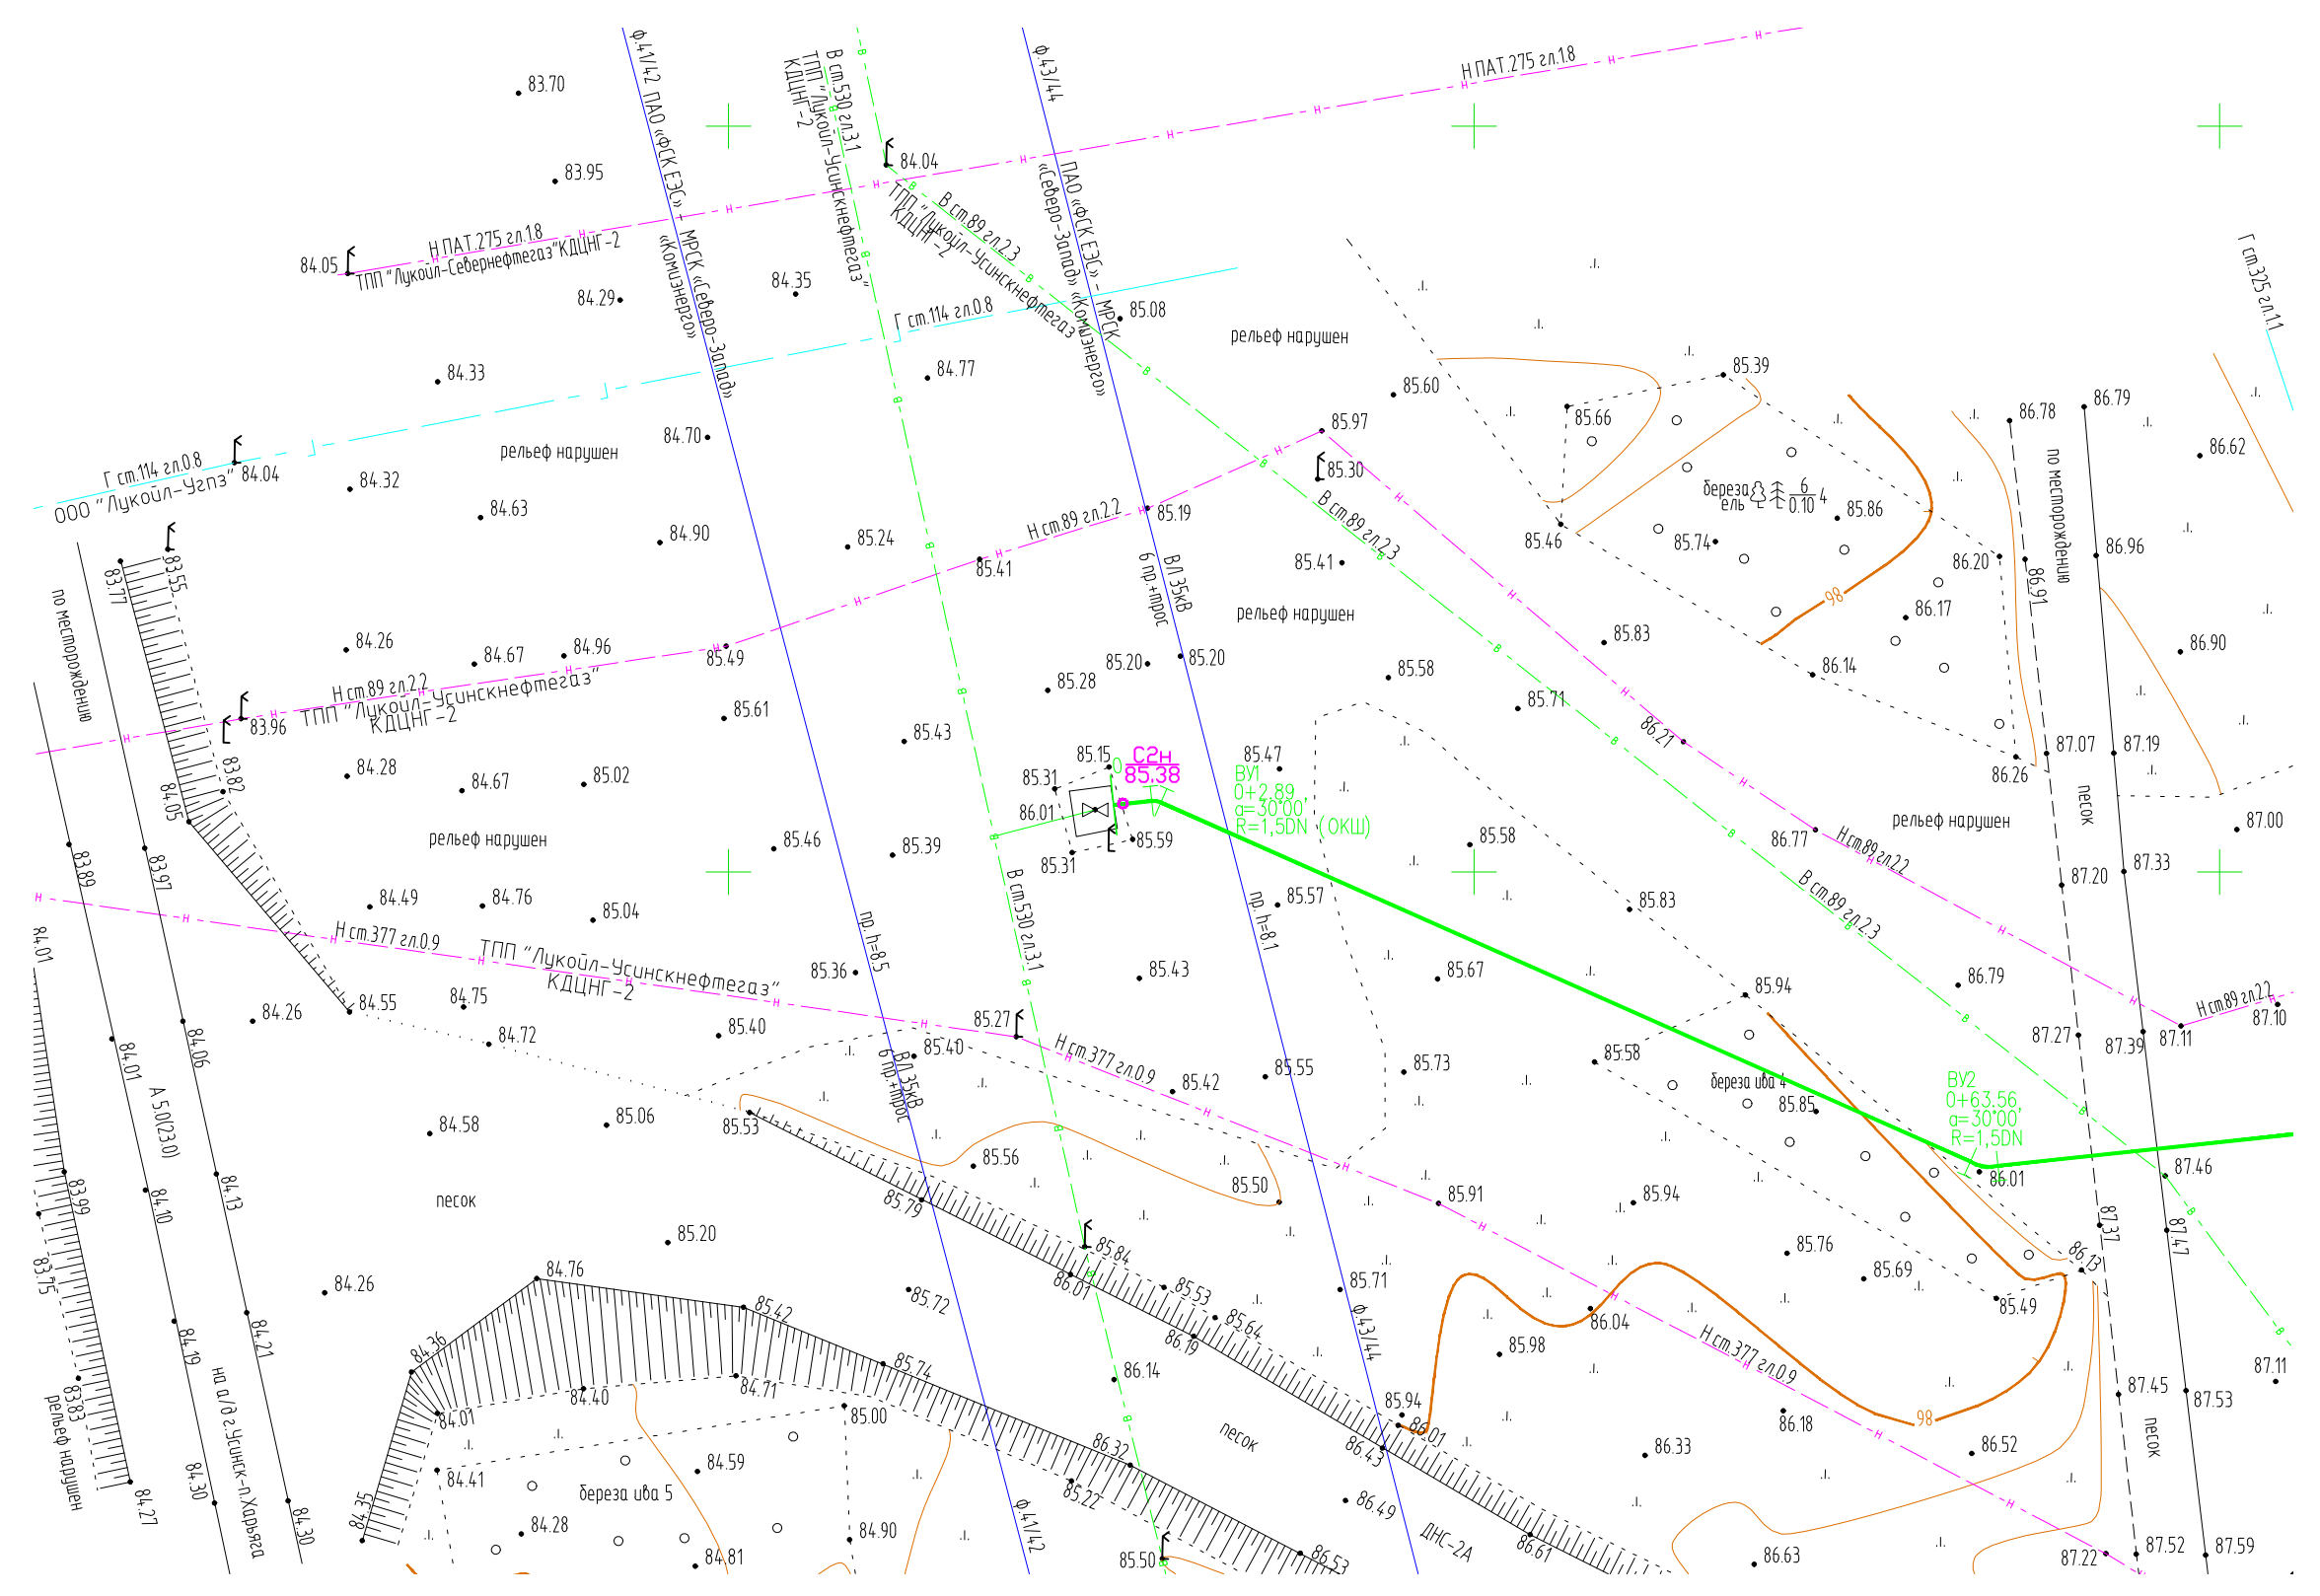 ф.41/42 ПАО «ФСК ЕЭС» - МРСК «Северо-Запад»
«Комиэнерго»
В ст.530 гл.3.1
ТПП "Лукойл-Усинскнефтегаз"
КДЦНГ-2
ф.43/44
ПАО «ФСК ЕЭС» - МРСК
«Северо-Запад» «Комиэнерго»
Н ПАТ.275 гл.1.8
83.70
83.95
84.04
ТПП "Лукойл-Усинскнефтегаз
КДЦНГ-2
В ст.89 гл.2.3
84.05
Н ПАТ.275 гл.1.8
ТПП "Лукойл-Севернефтегаз"КДЦНГ-2
84.29
84.35
Г ст.114 гл.0.8
85.08
рельеф нарушен
Г ст.325 гл.1.1
84.33
84.77
85.60
85.66
85.39
86.78
86.79
86.62
84.70
рельеф нарушен
85.97
85.30
Г ст.114 гл.0.8
ООО "Лукойл-Угпз"
84.04
84.32
84.63
84.90
85.24
85.41
Н ст.89 гл.2.2
85.19
В ст.89 гл.2.3
85.41
85.46
береза
ель
6
0.10
4
85.86
85.74
86.20
86.91
86.96
по месторождению
ВЛ 35кВ
6 пр.+трос
83.77
83.55
по месторождению
84.26
84.67
84.96
85.49
85.20
85.20
рельеф нарушен
85.83
98
86.17
86.14
86.90
Н ст.89 гл.2.2
ТПП "Лукойл-Усинскнефтегаз"
КДЦНГ-2
83.96
85.61
85.43
85.28
85.58
85.71
86.21
86.26
87.07
87.19
84.28
84.67
85.02
83.82
84.05
85.15
85.31
86.01
85.31
85.59
0
С2н
85.38
85.47
ВУ1
0+2.89,
α=30°00'
R=1,5DN (ОКШ)
85.58
86.77
Н ст.89 гл.2.2
рельеф нарушен
песок
87.00
рельеф нарушен
85.46
85.39
83.89
83.97
84.49
84.76
85.04
В ст.530 гл.3.1
85.57
пр. h=8.1
85.83
В ст.89 гл.2.3
87.20
87.33
84.01
Н ст.377 гл.0.9
ТПП "Лукойл-Усинскнефтегаз"
КДЦНГ-2
пр. h=8.5
85.36
85.43
85.67
85.94
86.79
Н ст.89 гл.2.2
87.10
84.26
84.55
84.75
84.72
85.40
85.27
85.40
ВЛ 35кВ
6 пр.+трос
Н ст.377 гл.0.9
85.42
85.55
85.73
85.58
береза ива 4
85.85
87.27
87.39
87.11
84.01
84.06
А 5.0(23.0)
84.58
85.06
85.53
85.56
85.50
85.79
ВУ2
0+63.56,
α=30°00'
R=1,5DN
86.01
87.46
83.99
84.10
84.13
песок
85.20
85.91
85.94
85.76
85.69
86.13
85.49
87.37
87.47
83.75
84.26
84.76
85.42
85.72
85.84
86.01
85.53
85.64
86.19
85.71
ф.43/44
86.04
85.98
Н ст.377 гл.0.9
84.19
84.21
84.36
85.74
86.14
87.11
83.83
рельеф нарушен
на а/д г.Усинск-п.Харьяга
84.01
84.40
84.71
85.00
86.32
песок
85.94
86.01
86.43
86.33
86.18
98
86.52
87.45
87.53
песок
84.27
84.30
84.30
84.35
84.41
84.59
береза ива 5
84.28
84.81
84.90
ф.41/42
85.22
85.50
86.53
86.49
ДНС-2А
86.61
86.63
87.22
87.52
87.59